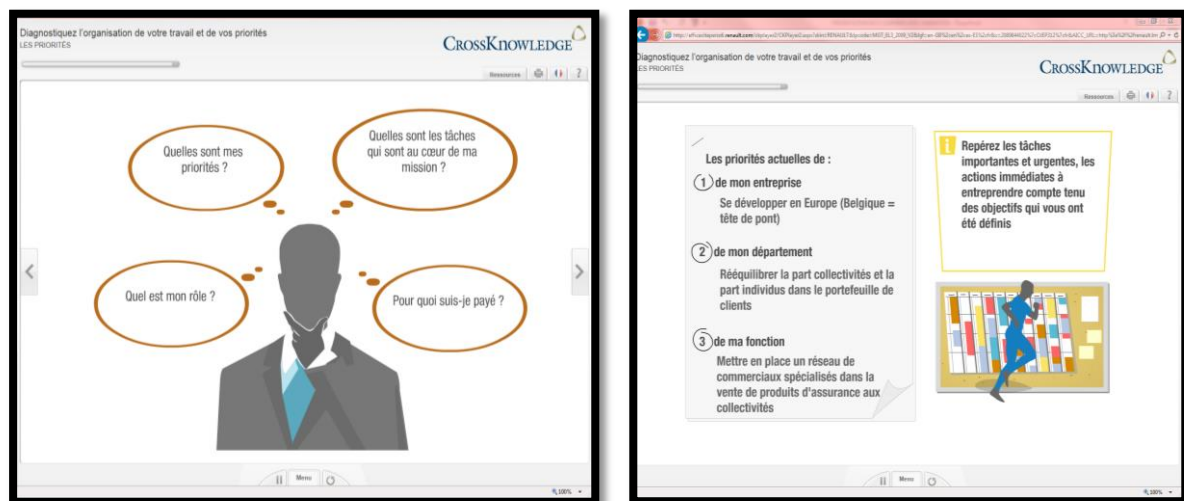 Diagnostiquez l'organisation de votre travail et de vos priorités
LES PRIORITÉS
CROSSKNOWLEDGE
Ressources
?
Quelles sont mes
priorités ?
Quelles sont les tâches
qui sont au cœur de ma
mission ?
Quel est mon rôle ?
Pour quoi suis-je payé ?
Menu
100%
Diagnostiquez l'organisation de votre travail et de vos priorités
LES PRIORITÉS
CROSSKNOWLEDGE
Ressources
?
Les priorités actuelles de :
1 de mon entreprise
Se développer en Europe (Belgique =
tête de pont)
2 de mon département
Rééquilibrer la part collectivités et la
part individus dans le portefeuille de
clients
3 de ma fonction
Mettre en place un réseau de
commerciaux spécialisés dans la
vente de produits d'assurance aux
collectivités
i
Repérez les tâches
importantes et urgentes, les
actions immédiates à
entreprendre compte tenu
des objectifs qui vous ont
été définis
Menu
100%